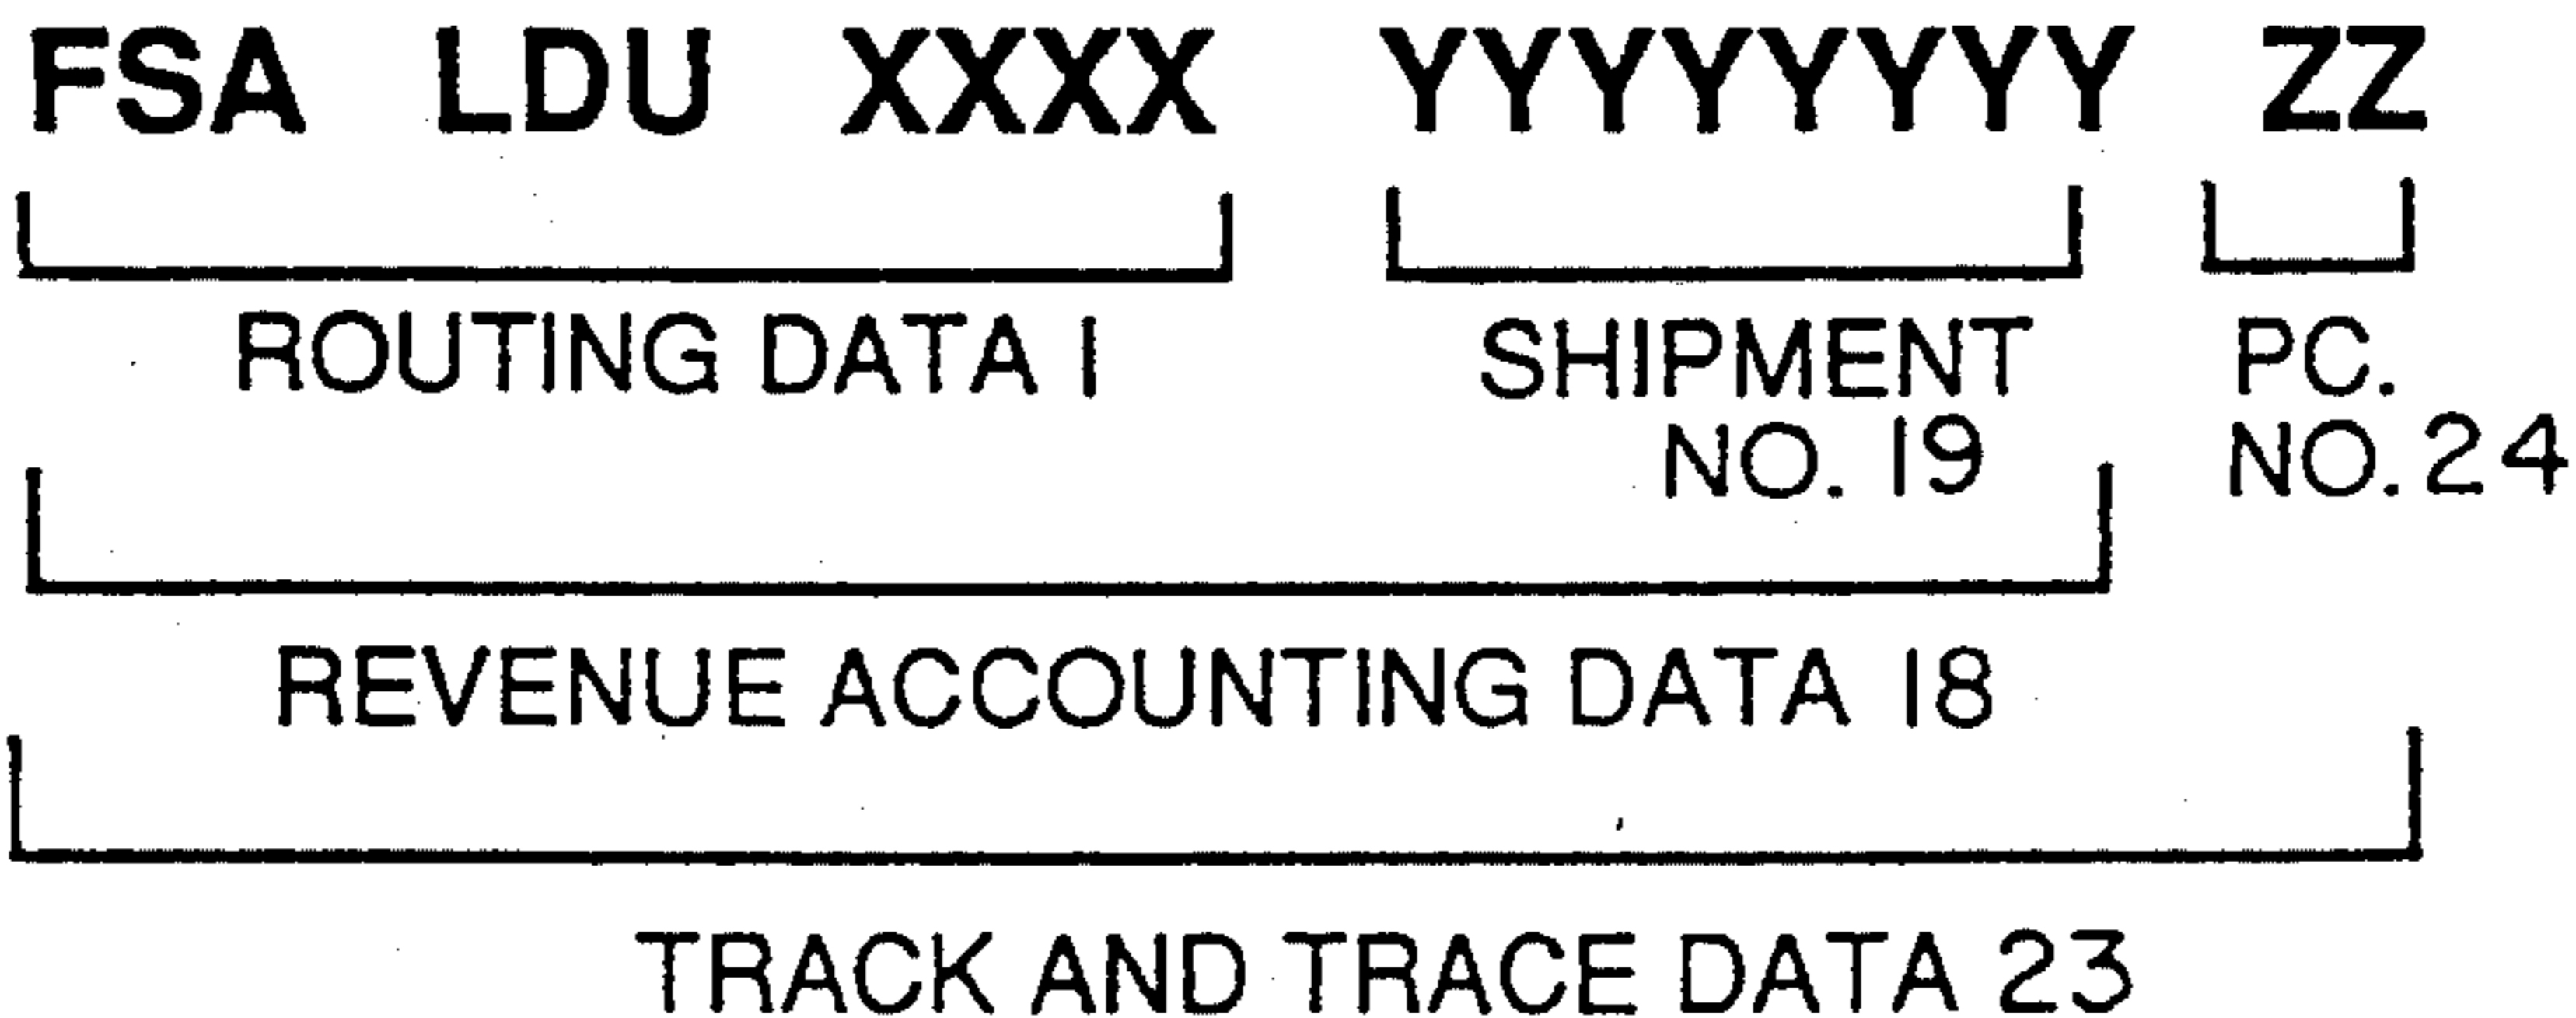 FSA LDU XXXX YYYYYYYY ZZ
ROUTING DATA 1 SHIPMENT PC.
NO. 19 NO. 24
REVENUE ACCOUNTING DATA 18
TRACK AND TRACE DATA 23